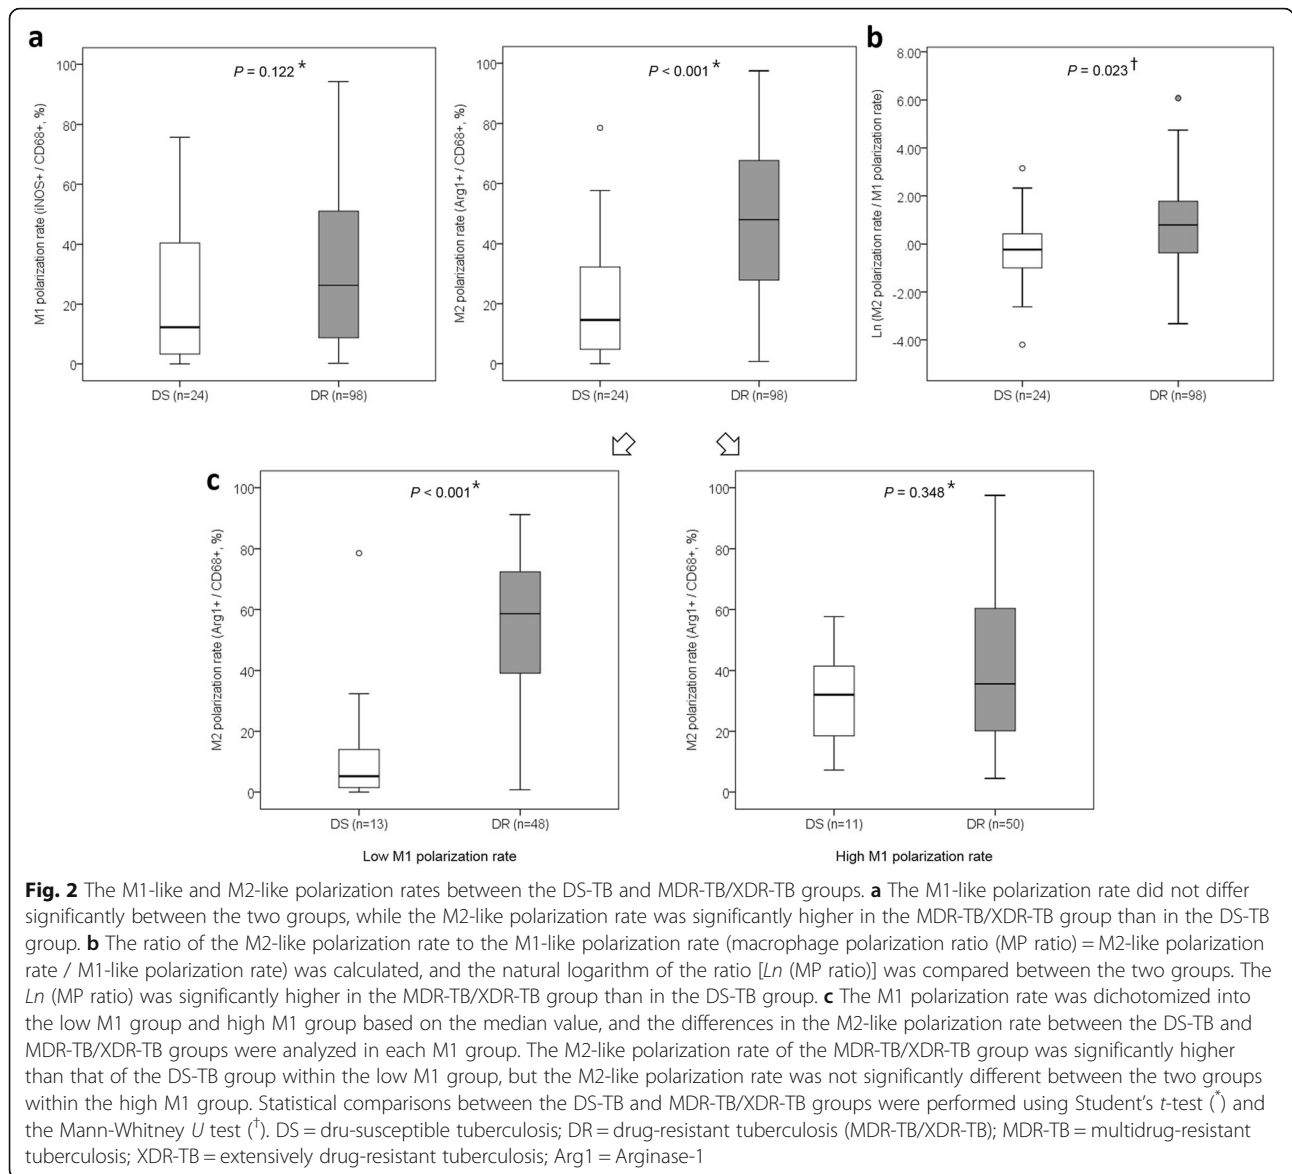 a
P = 0.122*
M1 polarization rate (iNOS+ / CD68+, %)
100
80
60
40
20
0
DS (n=24)
DR (n=98)
P < 0.001*
M2 polarization rate (Arg1+ / CD68+, %)
100
80
60
40
20
0
DS (n=24)
DR (n=98)
b
P = 0.023†
Ln (M2 polarization rate / M1 polarization rate)
8.00
6.00
4.00
2.00
.00
-2.00
-4.00
DS (n=24)
DR (n=98)
c
P < 0.001*
M2 polarization rate (Arg1+ / CD68+, %)
100
80
60
40
20
0
DS (n=13)
DR (n=48)
Low M1 polarization rate
P = 0.348*
M2 polarization rate (Arg1+ / CD68+, %)
100
80
60
40
20
0
DS (n=11)
DR (n=50)
High M1 polarization rate
Fig. 2 The M1-like and M2-like polarization rates between the DS-TB and MDR-TB/XDR-TB groups. a The M1-like polarization rate did not differ
significantly between the two groups, while the M2-like polarization rate was significantly higher in the MDR-TB/XDR-TB group than in the DS-TB
group. b The ratio of the M2-like polarization rate to the M1-like polarization rate (macrophage polarization ratio (MP ratio) = M2-like polarization
rate / M1-like polarization rate) was calculated, and the natural logarithm of the ratio [Ln (MP ratio)] was compared between the two groups. The
Ln (MP ratio) was significantly higher in the MDR-TB/XDR-TB group than in the DS-TB group. c The M1 polarization rate was dichotomized into
the low M1 group and high M1 group based on the median value, and the differences in the M2-like polarization rate between the DS-TB and
MDR-TB/XDR-TB groups were analyzed in each M1 group. The M2-like polarization rate of the MDR-TB/XDR-TB group was significantly higher
than that of the DS-TB group within the low M1 group, but the M2-like polarization rate was not significantly different between the two groups
within the high M1 group. Statistical comparisons between the DS-TB and MDR-TB/XDR-TB groups were performed using Student's t-test (*) and
the Mann-Whitney U test (†). DS = dru-susceptible tuberculosis; DR = drug-resistant tuberculosis (MDR-TB/XDR-TB); MDR-TB = multidrug-resistant
tuberculosis; XDR-TB = extensively drug-resistant tuberculosis; Arg1 = Arginase-1